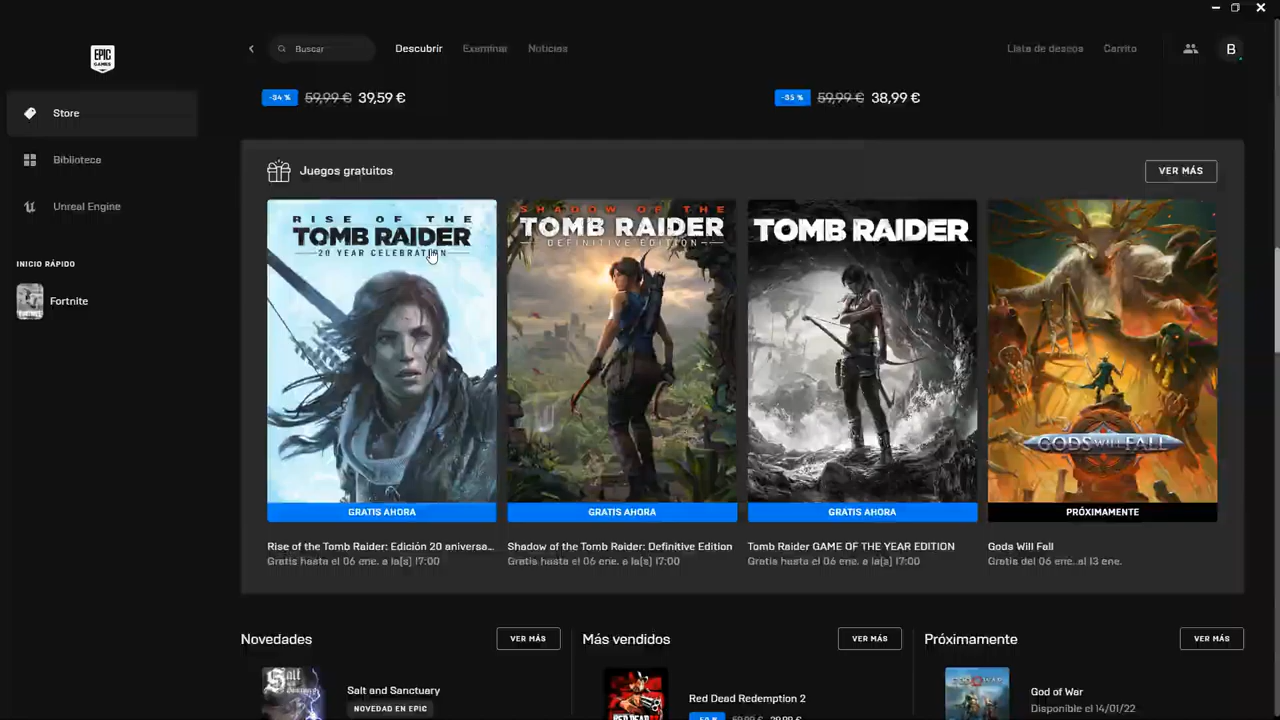 EPIC
GAMES
Buscar
Descubrir
Examinar
Noticias
Lista de deseos
Carrito
B
Store
Biblioteca
Unreal Engine
INICIO RÁPIDO
Fortnite
-34 %
59,99 €
39,59 €
-35 %
59,99 €
38,99 €
Juegos gratuitos
VER MÁS
RISE OF THE
TOMB RAIDER
20 YEAR CELEBRATION
SHADOW OF THE
TOMB RAIDER
DEFINITIVE EDITION
TOMB RAIDER
GODS WILL FALL
GRATIS AHORA
GRATIS AHORA
GRATIS AHORA
PRÓXIMAMENTE
Rise of the Tomb Raider: Edición 20 aniversa...
Gratis hasta el 06 ene. a la(s) 17:00
Shadow of the Tomb Raider: Definitive Edition
Gratis hasta el 06 ene. a la(s) 17:00
Tomb Raider GAME OF THE YEAR EDITION
Gratis hasta el 06 ene. a la(s) 17:00
Gods Will Fall
Gratis del 06 ene. al 13 ene.
Novedades
VER MÁS
Más vendidos
VER MÁS
Próximamente
VER MÁS
Salt
Salt and Sanctuary
NOVEDAD EN EPIC
Red Dead Redemption 2
-50 %
59,99 €
29,99 €
God of War
Disponible el 14/01/22